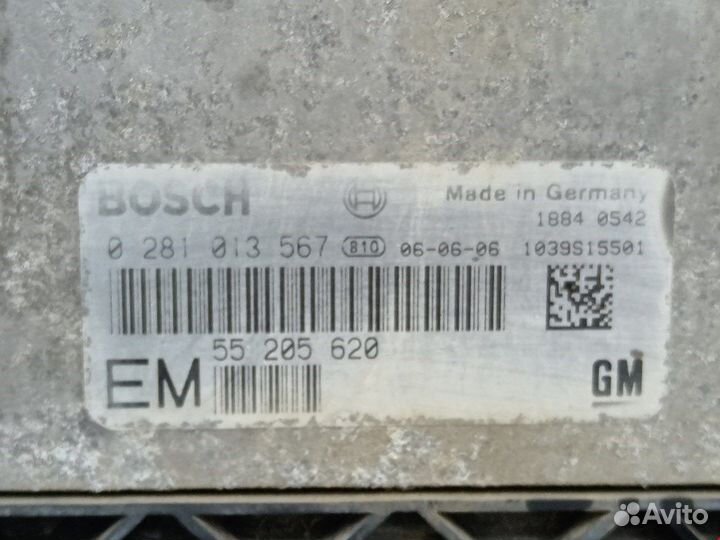 BOSCH
Made in Germany
1884 0542
0 281 013 567 810 06-06-06 1039S15501
55 205 620
EM
GM
Avito